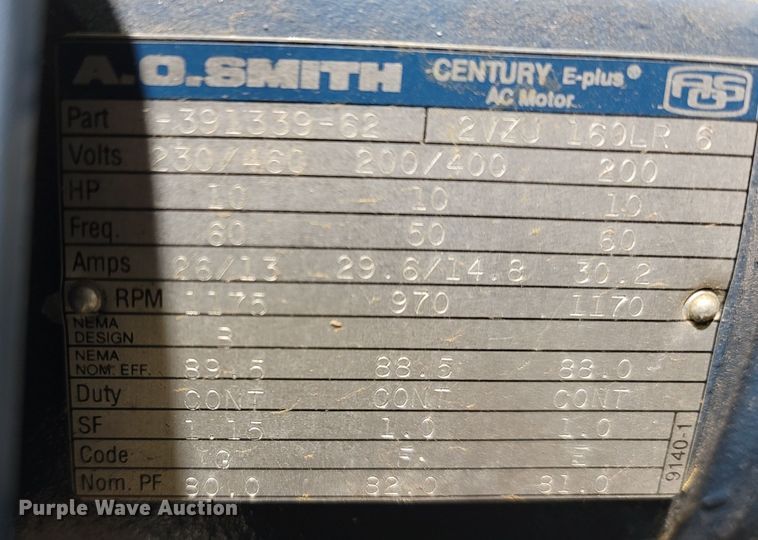 A.O.SMITH CENTURY E-plus® AC Motor AOS
Part 7-391339-62 2VZU 160LR 6
Volts 230/460 200/400 200
HP 10 10 10
Freq. 60 50 60
Amps 26/13 29.6/14.8 30.2
RPM 1175 970 1170
NEMA DESIGN B
NEMA NOM. EFF. 89.5 88.5 88.0
Duty CONT CONT CONT
SF 1.15 1.0 1.0
Code F E
Nom. PF 80.0 82.0 81.0
9140-1
Purple Wave Auction